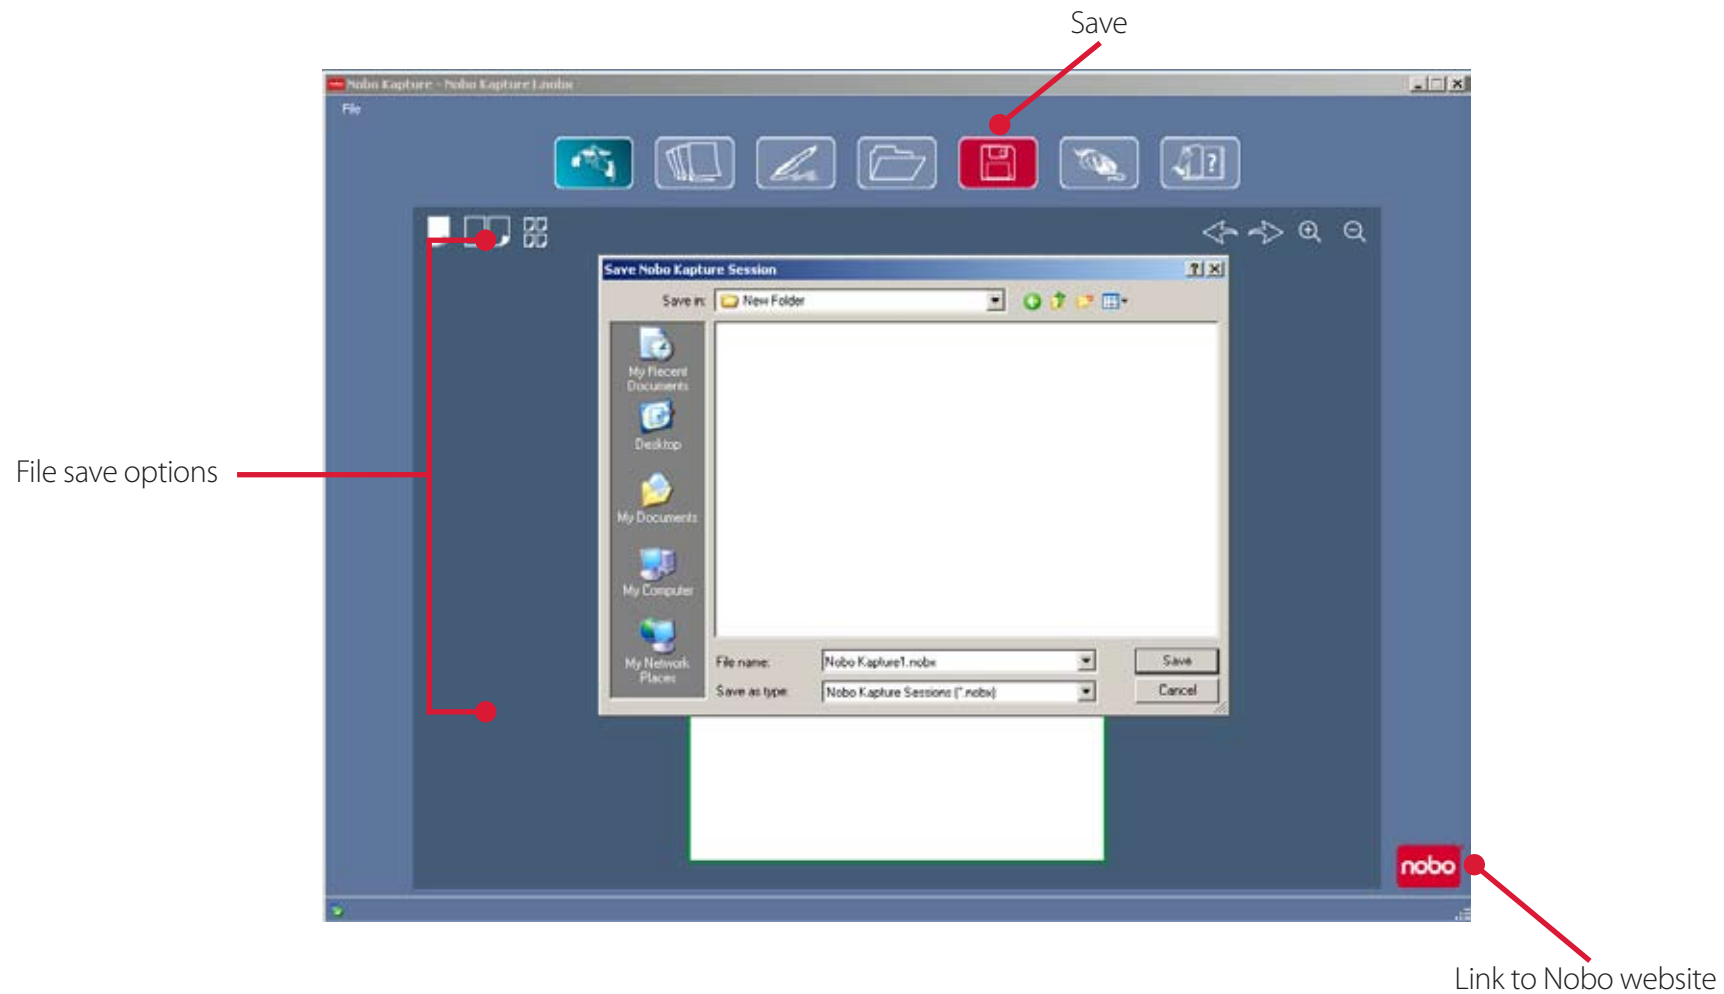 Save
Nobo Kapture - Nobo Kapture1.nobx
File
Save Nobo Kapture Session
Save in:
New Folder
My Recent
Documents
Desktop
My Documents
My Computer
My Network
Places
File name:
Nobo Kapture1.nobx
Save
Save as type:
Nobo Kapture Sessions (*.nobx)
Cancel
File save options
nobo
Link to Nobo website